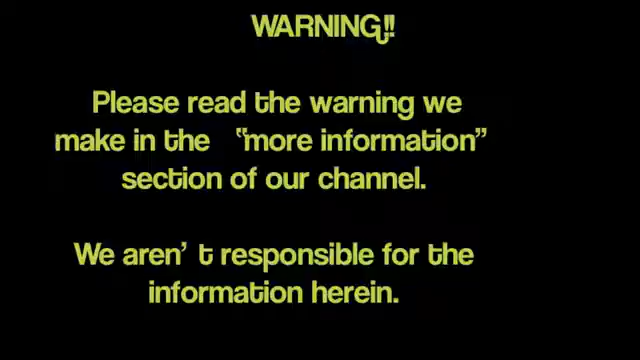 WARNING!!
Please read the warning we
make in the “more information”
section of our channel.
We aren’ t responsible for the
information herein.